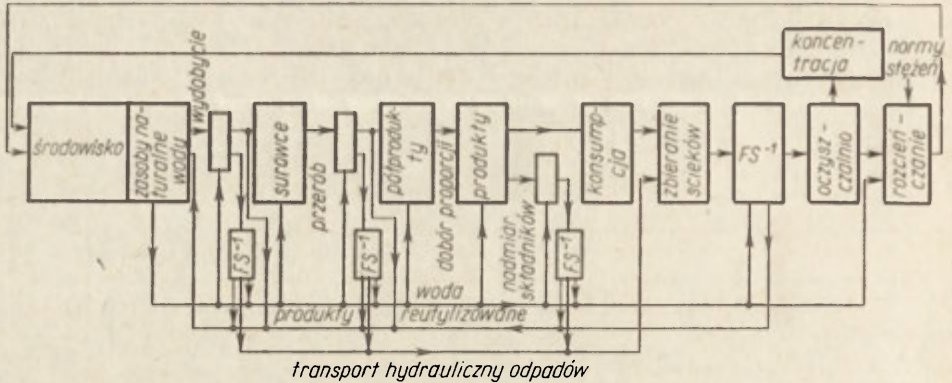 koncen-
tracja
normy
stężeń
środowisko
zasoby na-
turalne
wody
wydobycie
surowce
przerób
półproduk-
ty
dobór proporcji
produkty
nadmiar
składników
konsump-
cja
zbieranie
ścieków
FS⁻¹
oczysz-
czalnia
rozcień-
czanie
FS⁻¹
FS⁻¹
FS⁻¹
woda
produkty reutylizowane
transport hydrauliczny odpadów